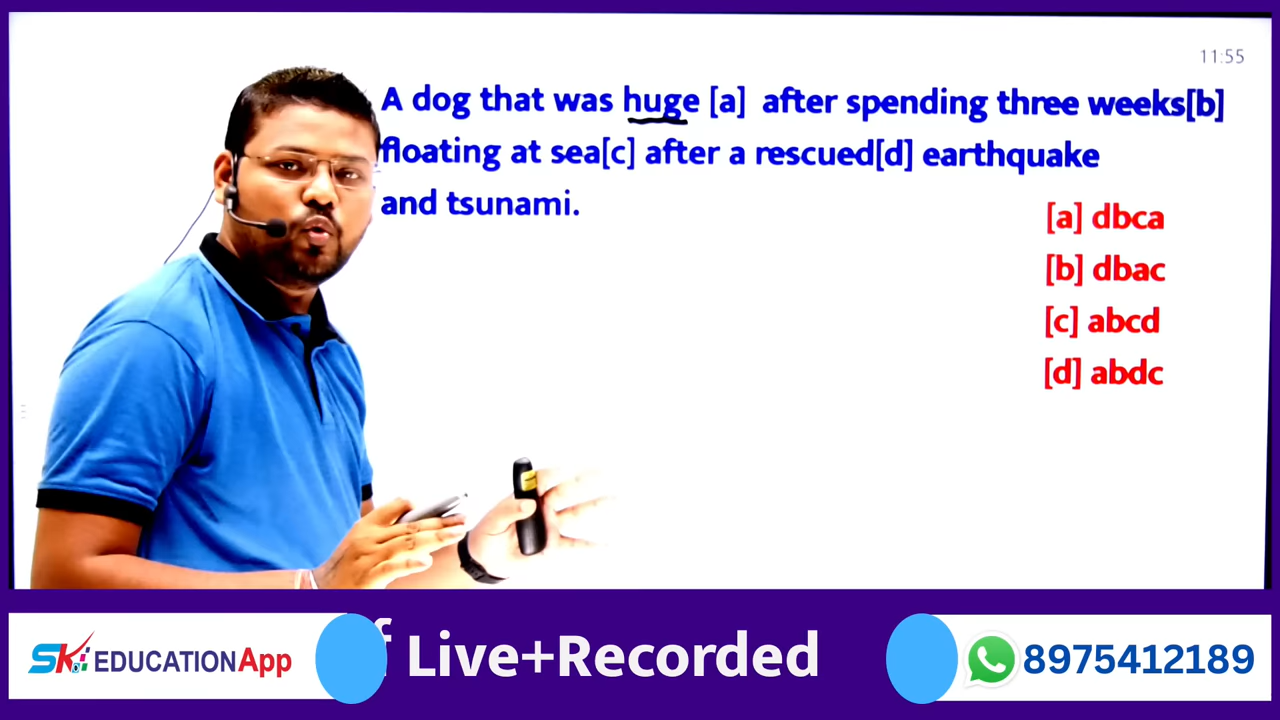 11:55
A dog that was huge [a] after spending three weeks[b]
floating at sea[c] after a rescued[d] earthquake
and tsunami.
[a] dbca
[b] dbac
[c] abcd
[d] abdc
SK EDUCATIONApp
f Live+Recorded
8975412189